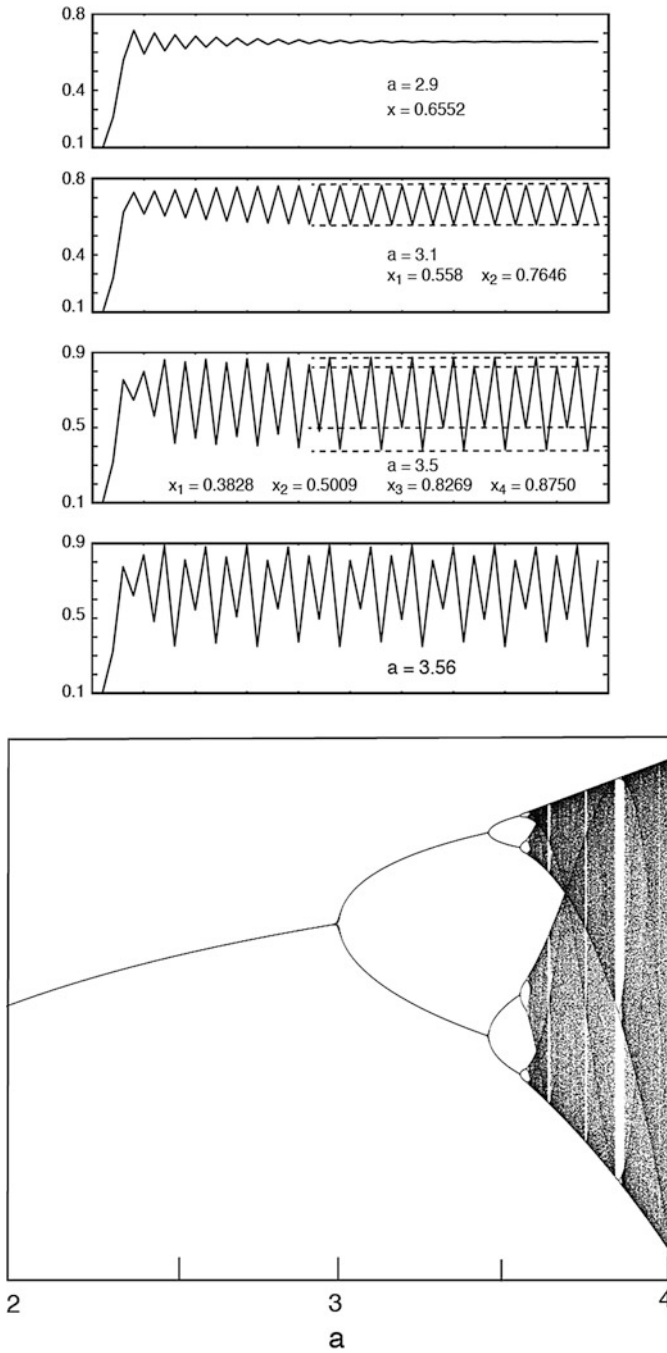 0.8
0.4
0.1
a = 2.9
x = 0.6552
0.8
0.4
0.1
a = 3.1
x₁ = 0.558 x₂ = 0.7646
0.9
0.5
0.1
a = 3.5
x₁ = 0.3828 x₂ = 0.5009 x₃ = 0.8269 x₄ = 0.8750
0.9
0.5
0.1
a = 3.56
2 3 4
a